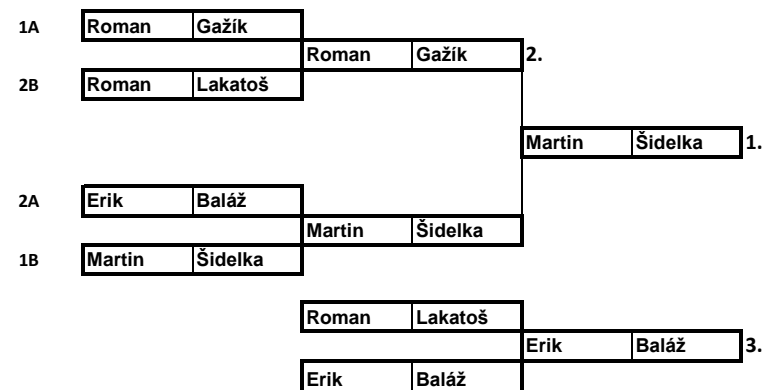 1A Roman Gažík
Roman Gažík 2.
2B Roman Lakatoš
Martin Šidelka 1.
2A Erik Baláž
Martin Šidelka
1B Martin Šidelka
Roman Lakatoš
Erik Baláž 3.
Erik Baláž